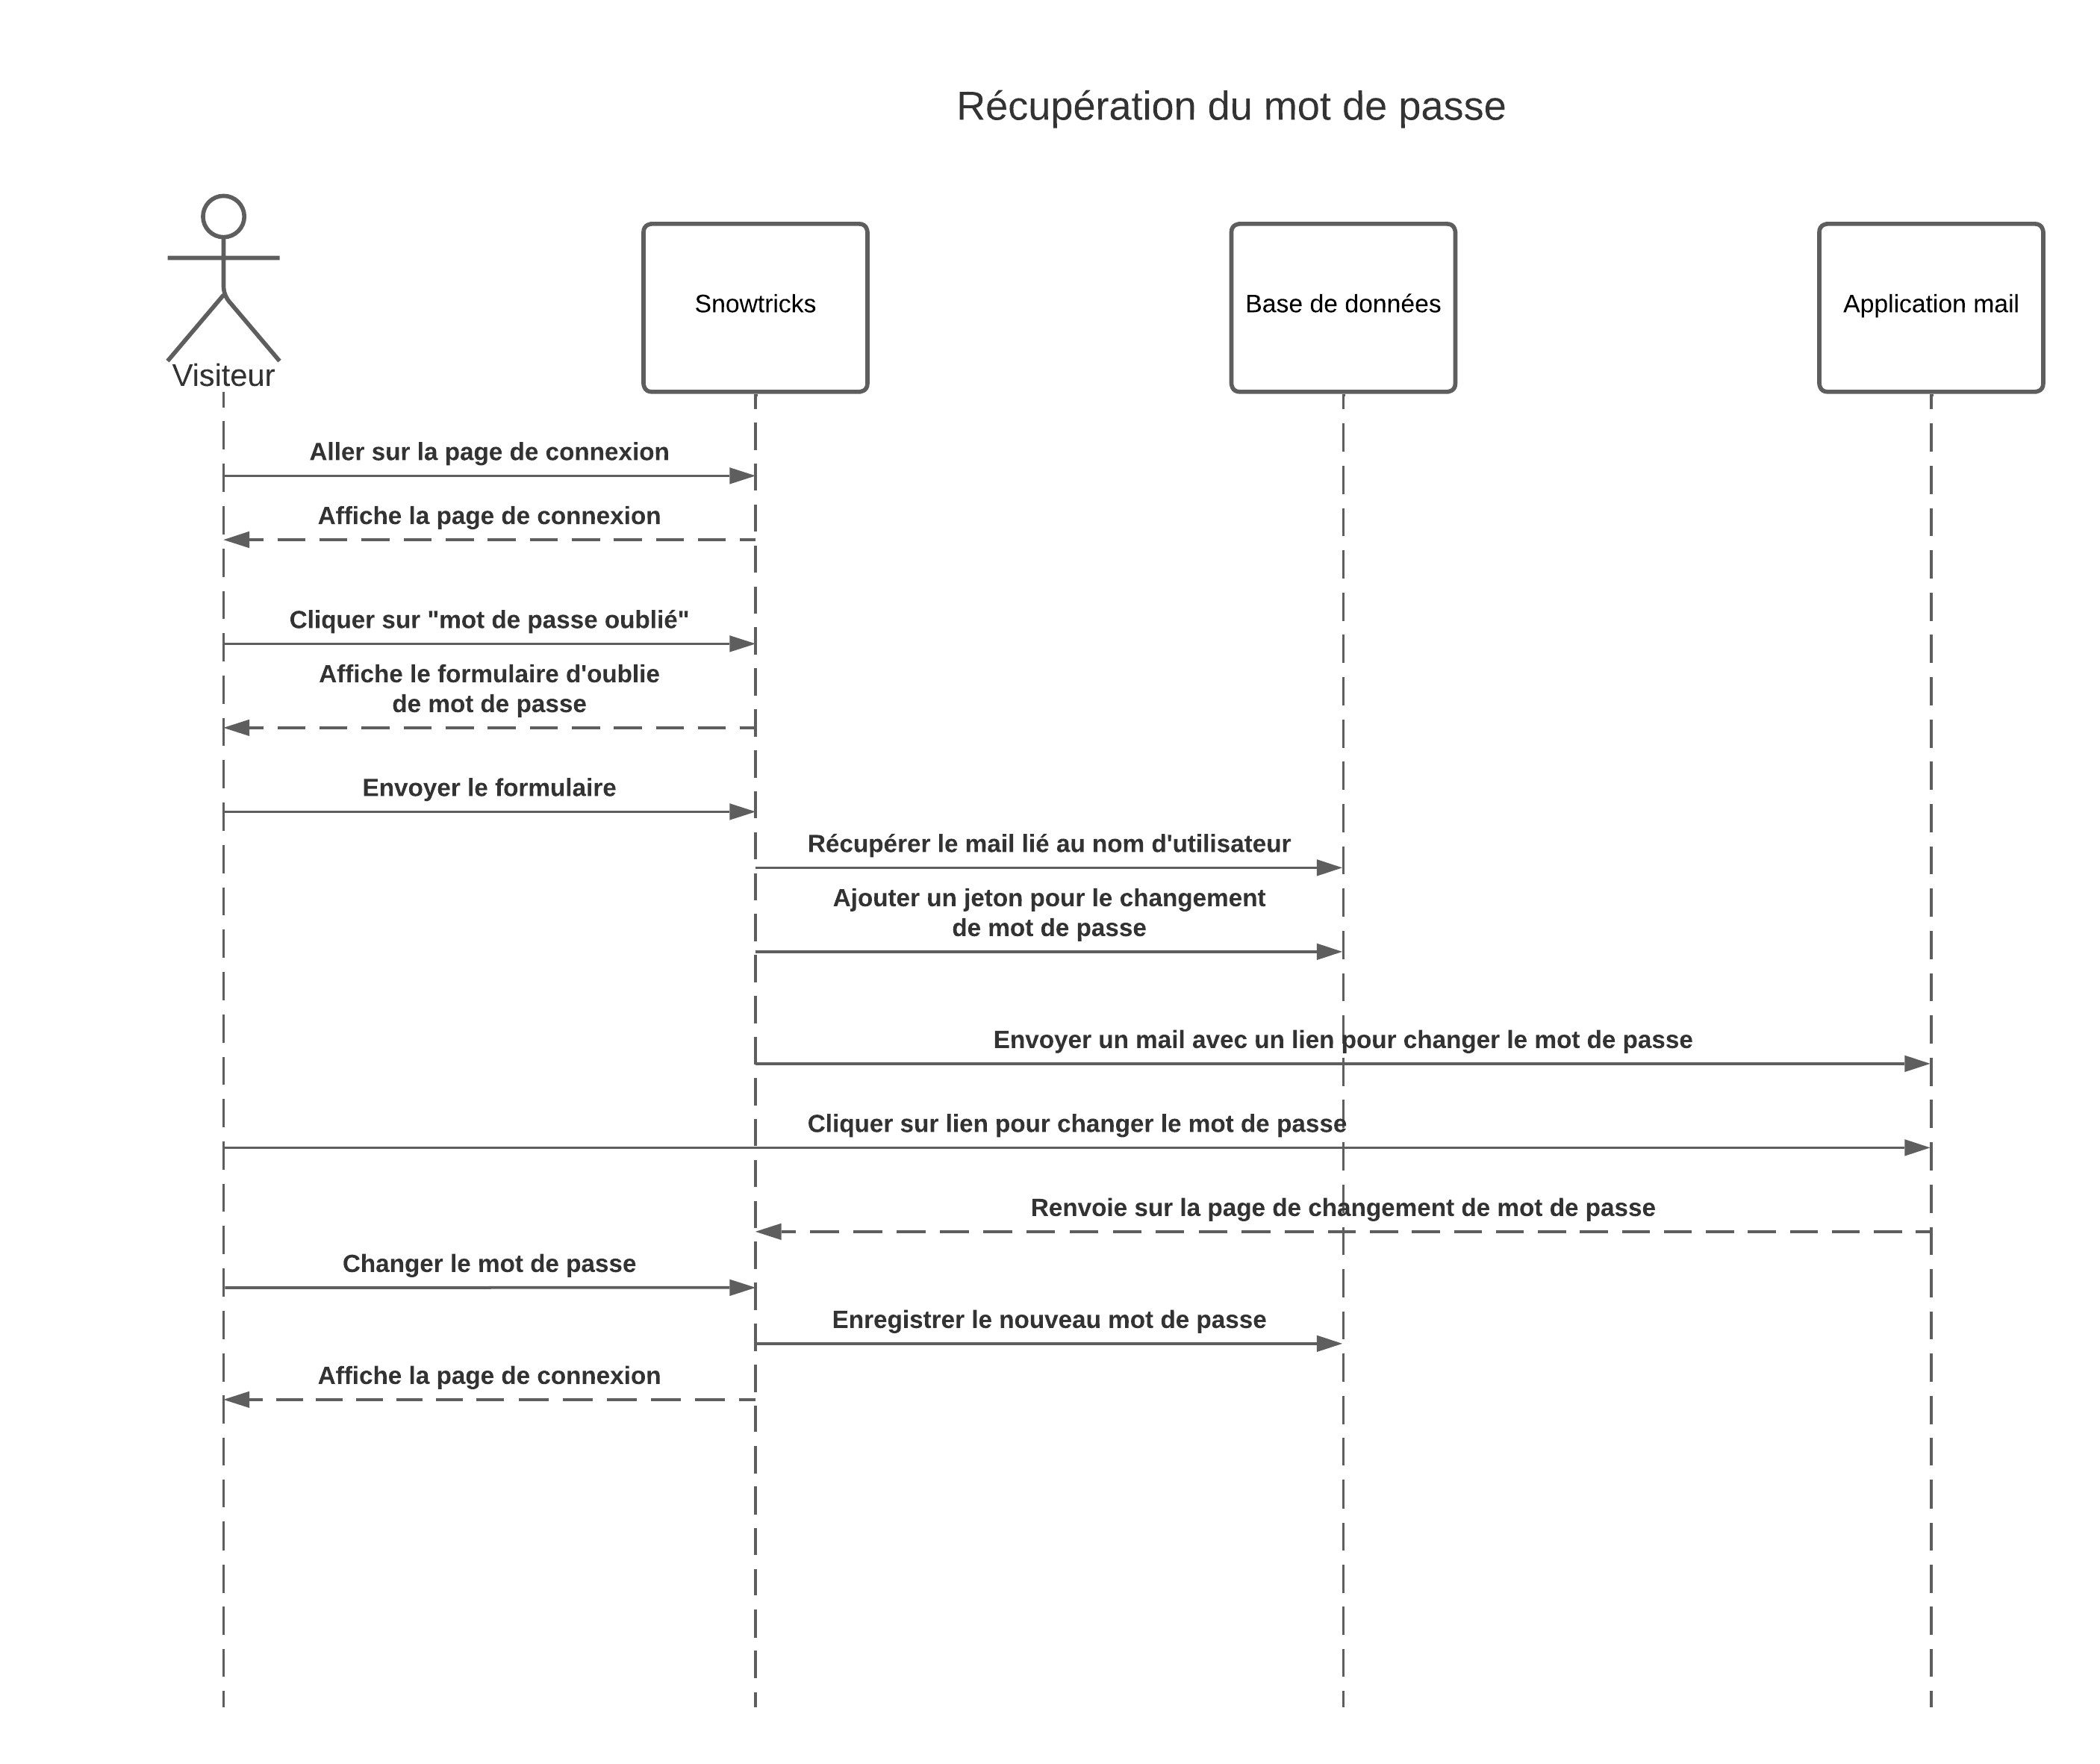 Récupération du mot de passe
Visiteur
Snowtricks
Base de données
Application mail
Aller sur la page de connexion
Affiche la page de connexion
Cliquer sur "mot de passe oublié"
Affiche le formulaire d'oublie
de mot de passe
Envoyer le formulaire
Récupérer le mail lié au nom d'utilisateur
Ajouter un jeton pour le changement
de mot de passe
Envoyer un mail avec un lien pour changer le mot de passe
Cliquer sur lien pour changer le mot de passe
Renvoie sur la page de changement de mot de passe
Changer le mot de passe
Enregistrer le nouveau mot de passe
Affiche la page de connexion